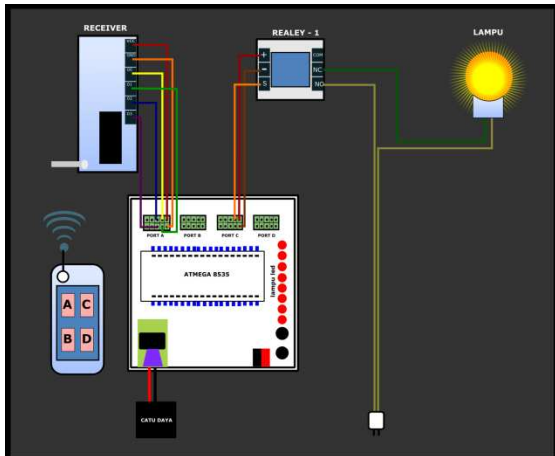 RECEIVER
REALEY - 1
LAMPU
+
-
S
COM
NC
NO
PORT A
PORT B
PORT C
PORT D
ATMEGA 8535
lampu led
A C
B D
CATU DAYA